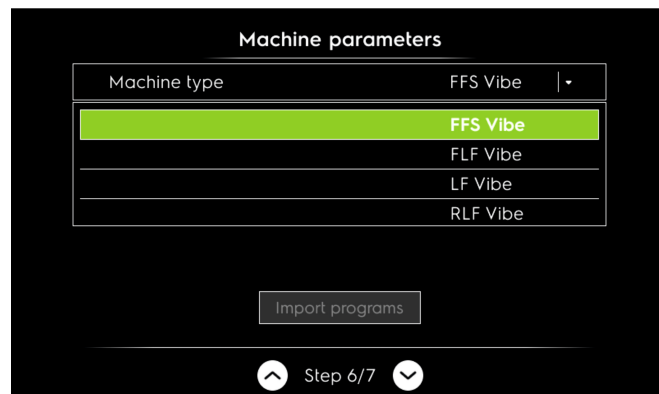 Machine parameters
Machine type FFS Vibe
FFS Vibe
FLF Vibe
LF Vibe
RLF Vibe
Import programs
Step 6/7